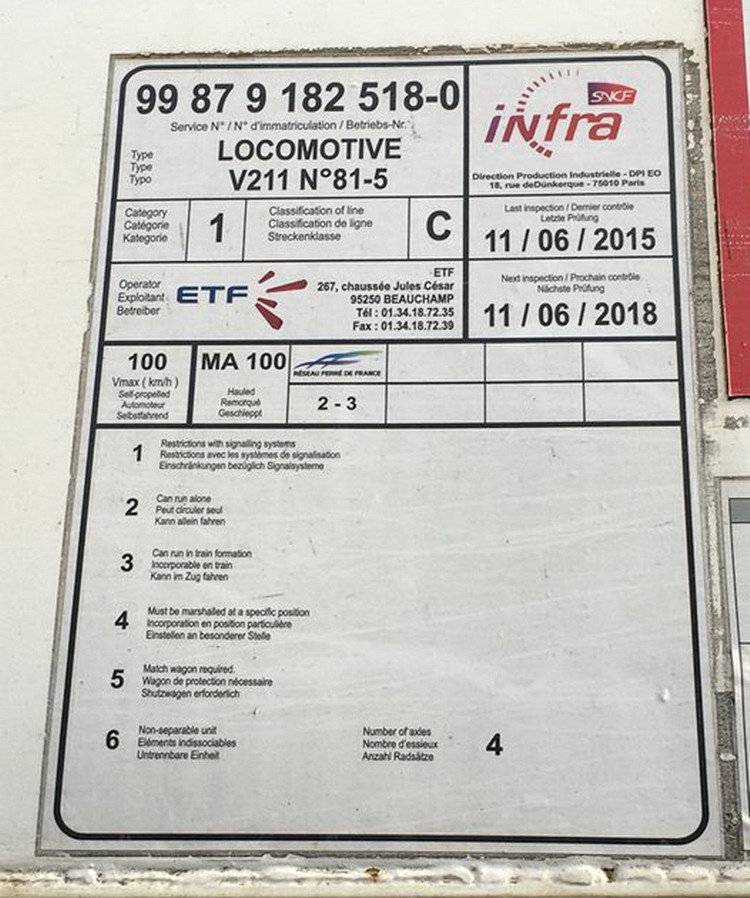 99 87 9 182 518-0
Service N° / N° d'immatriculation / Betriebs-Nr.
Type
Type
Typo
LOCOMOTIVE
V211 N°81-5
SNCF
iNfra
Direction Production Industrielle - DPI EO
18, rue deDünkerque - 75010 Paris
Category
Catégorie
Kategorie
1
Classification of line
Classification de ligne
Streckenklasse
C
Last inspection / Dernier contrôle
Letzte Prüfung
11 / 06 / 2015
Operator
Exploitant
Betreiber
ETF
ETF
267, chaussée Jules César
95250 BEAUCHAMP
Tél : 01.34.18.72.35
Fax : 01.34.18.72.39
Next inspection / Prochain contrôle
Nächste Prüfung
11 / 06 / 2018
100
Vmax ( km/h )
Self-propelled
Automoteur
Selbstfahrend
MA 100
Hauled
Remorqué
Geschleppt
RÉSEAU FERRÉ DE FRANCE
2 - 3
1
Restrictions with signalling systems
Restrictions avec les systèmes de signalisation
Einschränkungen bezüglich Signalsysteme
2
Can run alone
Peut circuler seul
Kann allein fahren
3
Can run in train formation
Incorporable en train
Kann im Zug fahren
4
Must be marshalled at a specific position
Incorporation en position particulière
Einstellen an besonderer Stelle
5
Match wagon required.
Wagon de protection nécessaire
Shutzwagen erforderlich
6
Non-separable unit
Eléments indissociables
Untrennbare Einheit
Number of axles
Nombre d'essieux
Anzahl Radsätze
4